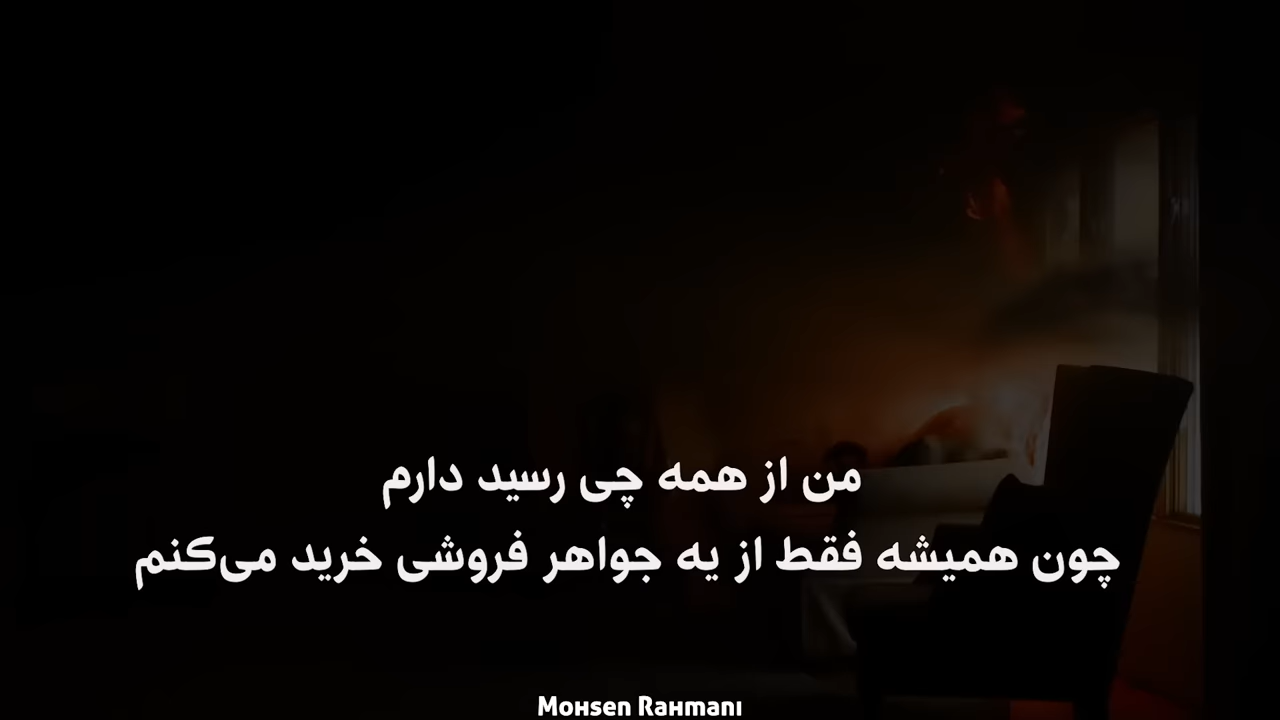 من از همه چی رسید دارم
چون همیشه فقط از یه جواهر فروشی خرید می‌کنم
Mohsen Rahmani